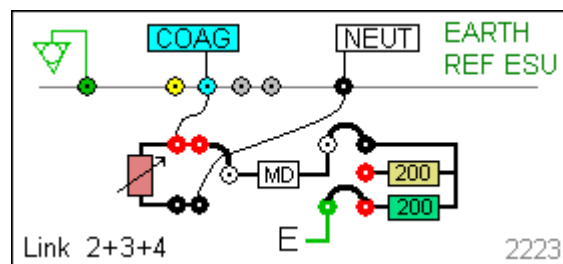 COAG
NEUT
EARTH
REF ESU
MD
200
200
E
Link 2+3+4
2223